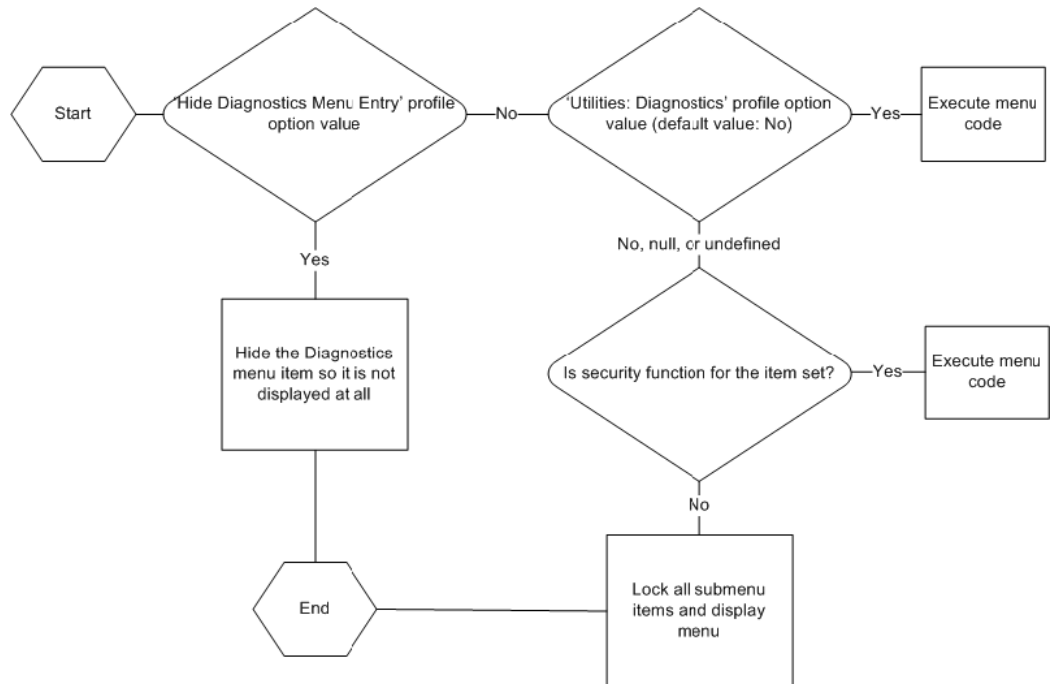 Start
'Hide Diagnostics Menu Entry' profile
option value
No
'Utilities: Diagnostics' profile option
value (default value: No)
Yes
Execute menu
code
Yes
No, null, or undefined
Hide the Diagnostics
menu item so it is not
displayed at all
Is security function for the item set?
Yes
Execute menu
code
No
End
Lock all submenu
items and display
menu